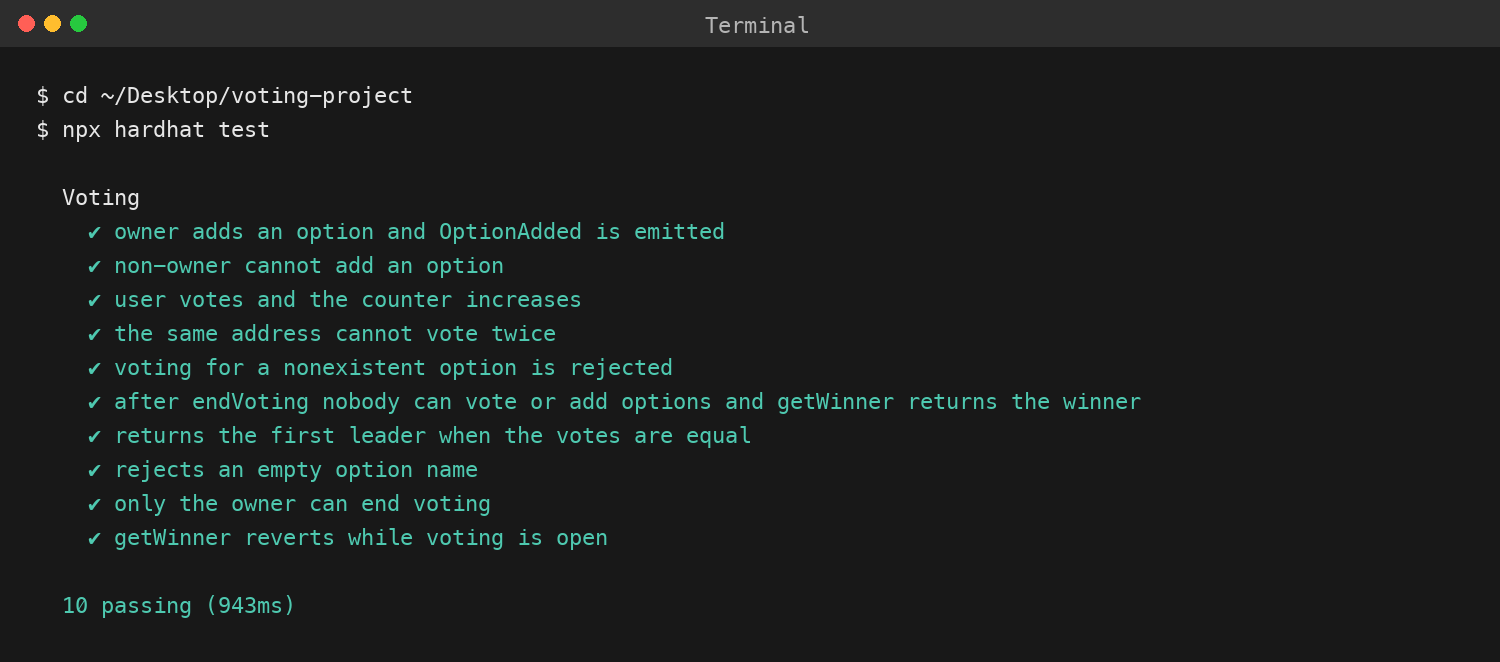 Terminal
$ cd ~/Desktop/voting-project
$ npx hardhat test
Voting
✔ owner adds an option and OptionAdded is emitted
✔ non-owner cannot add an option
✔ user votes and the counter increases
✔ the same address cannot vote twice
✔ voting for a nonexistent option is rejected
✔ after endVoting nobody can vote or add options and getWinner returns the winner
✔ returns the first leader when the votes are equal
✔ rejects an empty option name
✔ only the owner can end voting
✔ getWinner reverts while voting is open
10 passing (943ms)